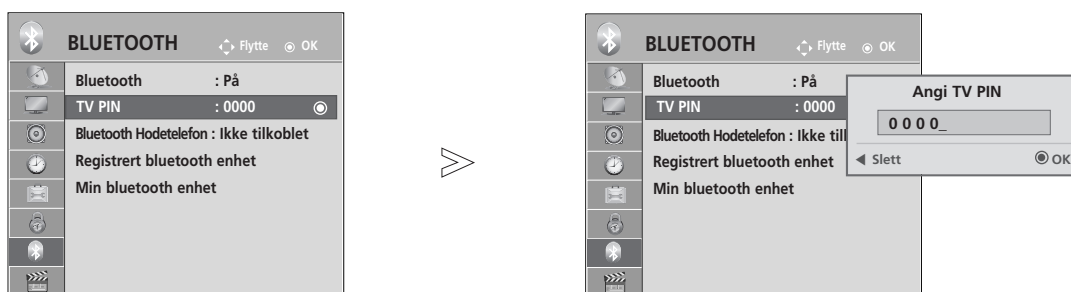 BLUETOOTH Flytte OK
Bluetooth : På
TV PIN : 0000
Bluetooth Hodetelefon : Ikke tilkoblet
Registrert bluetooth enhet
Min bluetooth enhet
BLUETOOTH Flytte OK
Bluetooth : På
TV PIN : 0000
Bluetooth Hodetelefon : Ikke til
Registrert bluetooth enhet
Min bluetooth enhet
Angi TV PIN
0 0 0 0_
Slett OK